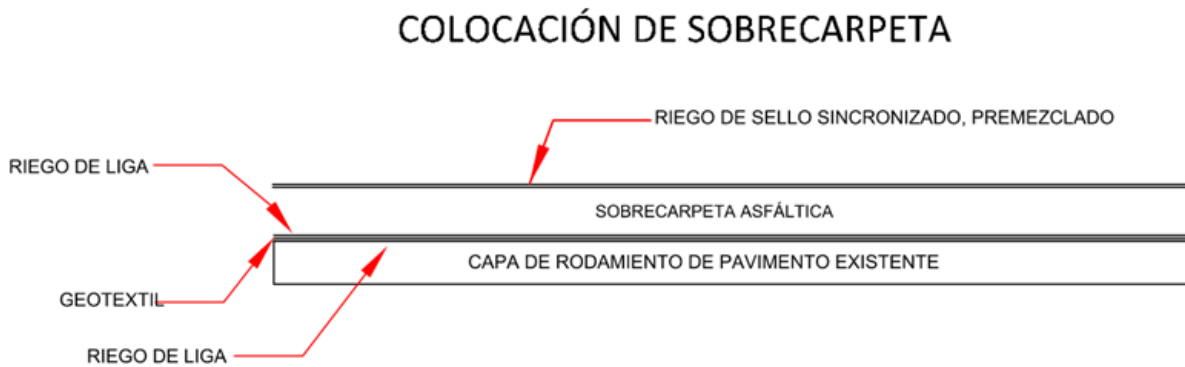 COLOCACIÓN DE SOBRECARPETA
RIEGO DE SELLO SINCRONIZADO, PREMEZCLADO
RIEGO DE LIGA
SOBRECARPETA ASFÁLTICA
CAPA DE RODAMIENTO DE PAVIMENTO EXISTENTE
GEOTEXTIL
RIEGO DE LIGA